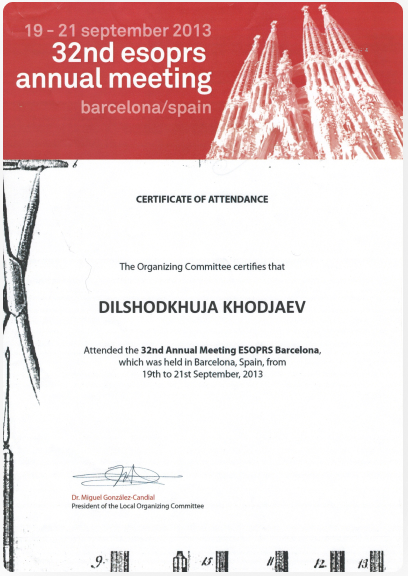 19 - 21 september 2013
32nd esoprs
annual meeting
barcelona/spain
CERTIFICATE OF ATTENDANCE
The Organizing Committee certifies that
DILSHODKHUJA KHODJAEV
Attended the 32nd Annual Meeting ESOPRS Barcelona,
which was held in Barcelona, Spain, from
19th to 21st September, 2013
Dr. Miguel González-Candial
President of the Local Organizing Committee
9. 15 11 12 13